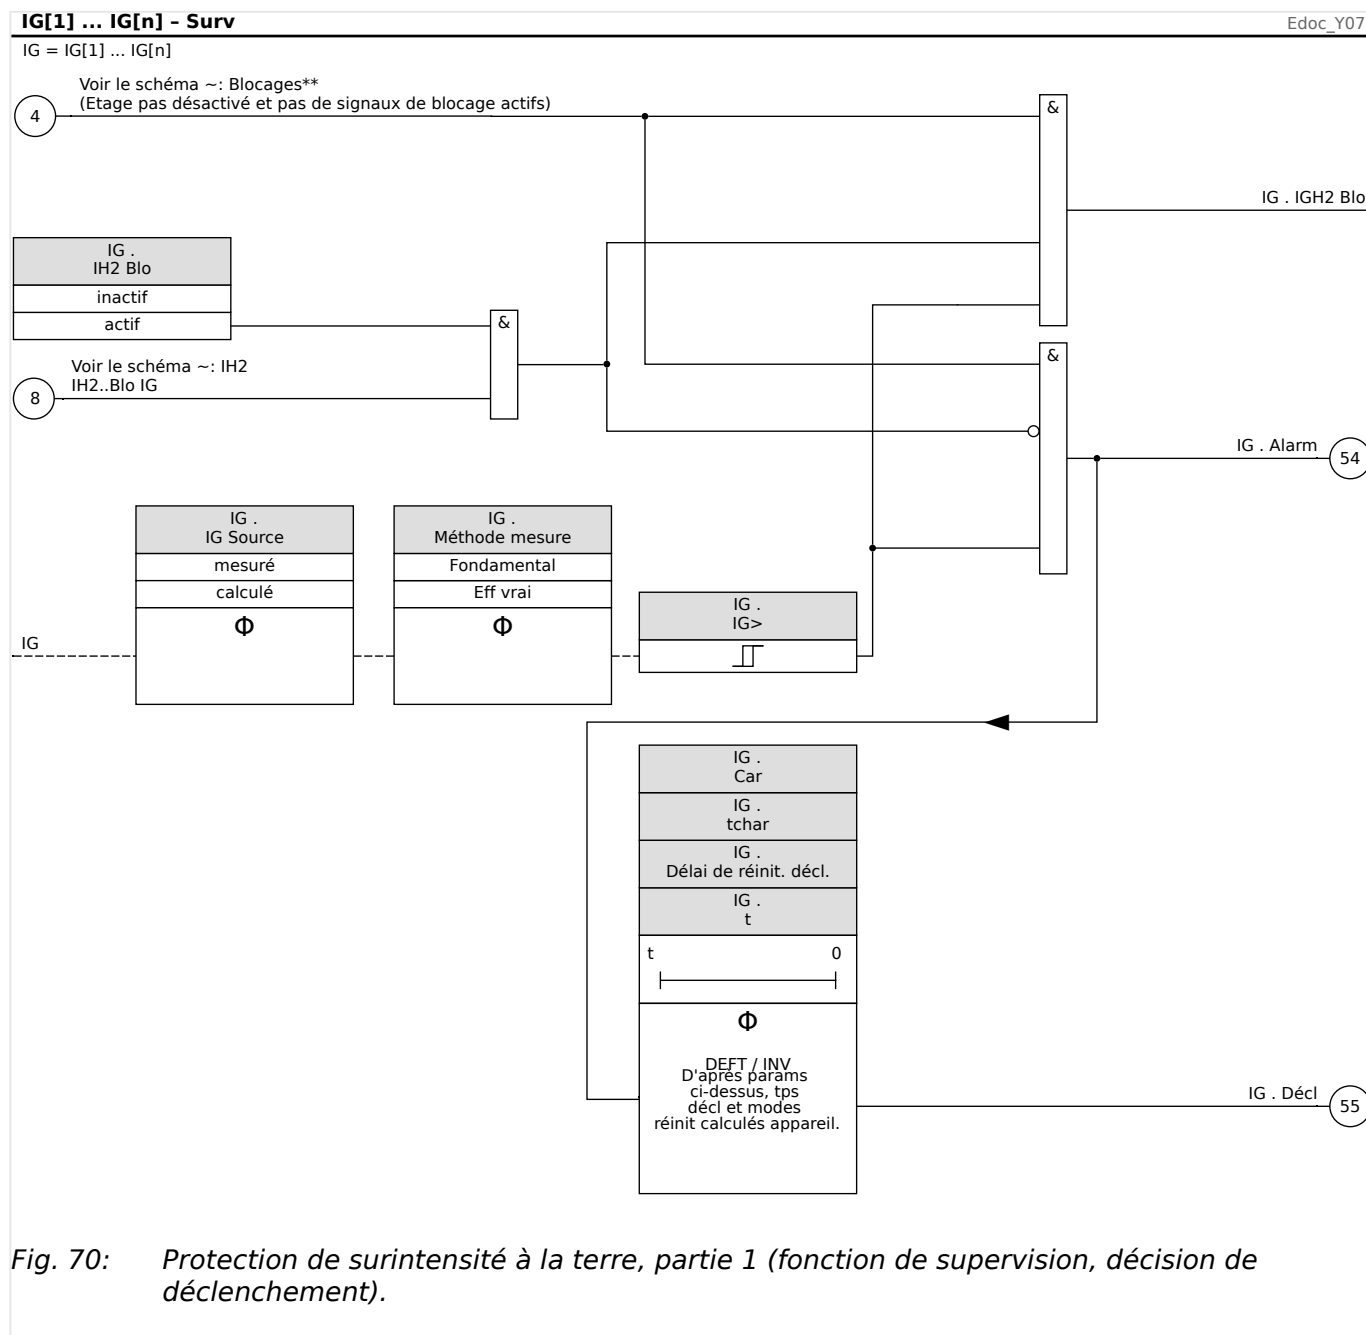 IG[1] ... IG[n] – Surv
Edoc_Y07
IG = IG[1] ... IG[n]
Voir le schéma ~: Blocages**
(Etage pas désactivé et pas de signaux de blocage actifs)
4
&
IG . IGH2 Blo
IG .
IH2 Blo
inactif
actif
&
&
Voir le schéma ~: IH2
IH2..Blo IG
8
IG . Alarm
54
IG .
IG Source
mesuré
calculé
Φ
IG .
Méthode mesure
Fondamental
Eff vrai
Φ
IG .
IG>
IG
IG .
Car
IG .
tchar
IG .
Délai de réinit. décl.
IG .
t
t 0
Φ
DEFT / INV
D'après params
ci-dessus, tps
décl et modes
réinit calculés appareil.
IG . Décl
55
Fig. 70: Protection de surintensité à la terre, partie 1 (fonction de supervision, décision de
déclenchement).